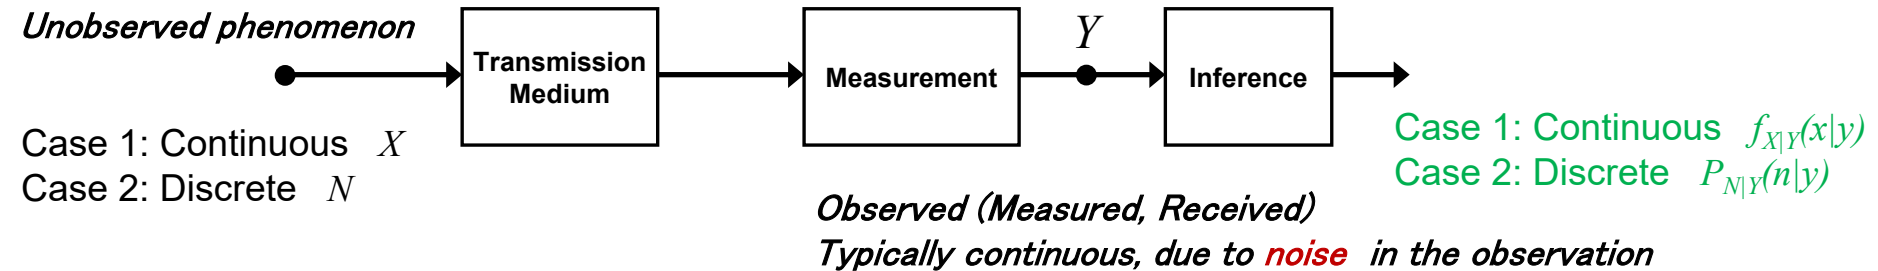 Unobserved phenomenon
Transmission
Medium
Measurement
Y
Inference
Case 1: Continuous X
Case 2: Discrete N
Case 1: Continuous f_{X|Y}(x|y)
Case 2: Discrete P_{N|Y}(n|y)
Observed (Measured, Received)
Typically continuous, due to noise in the observation